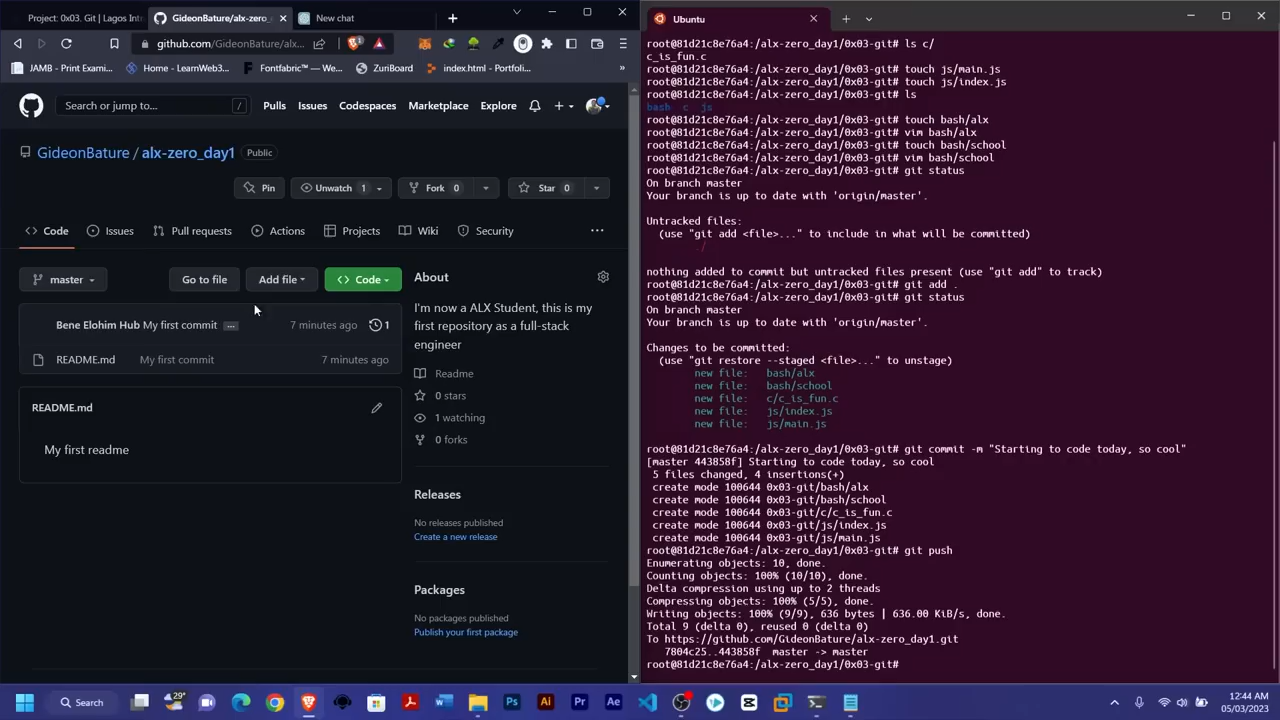 Project: 0x03. Git | Lagos Int
GideonBature/alx-zero_
New chat
github.com/GideonBature/alx...
JAMB - Print Exami...
Home - LearnWeb3...
Fontfabric™ — We...
ZuriBoard
index.html - Portfoli...
»
Search or jump to...
/
Pulls
Issues
Codespaces
Marketplace
Explore
GideonBature / alx-zero_day1
Public
Pin
Unwatch 1
Fork 0
Star 0
Code
Issues
Pull requests
Actions
Projects
Wiki
Security
master
Go to file
Add file
Code
Bene Elohim Hub My first commit ...
7 minutes ago
1
README.md
My first commit
7 minutes ago
README.md
My first readme
About
I'm now a ALX Student, this is my
first repository as a full-stack
engineer
Readme
0 stars
1 watching
0 forks
Releases
No releases published
Create a new release
Packages
No packages published
Publish your first package
Ubuntu
root@81d21c8e76a4:/alx-zero_day1/0x03-git# ls c/
c_is_fun.c
root@81d21c8e76a4:/alx-zero_day1/0x03-git# touch js/main.js
root@81d21c8e76a4:/alx-zero_day1/0x03-git# touch js/index.js
root@81d21c8e76a4:/alx-zero_day1/0x03-git# ls
bash c js
root@81d21c8e76a4:/alx-zero_day1/0x03-git# touch bash/alx
root@81d21c8e76a4:/alx-zero_day1/0x03-git# vim bash/alx
root@81d21c8e76a4:/alx-zero_day1/0x03-git# touch bash/school
root@81d21c8e76a4:/alx-zero_day1/0x03-git# vim bash/school
root@81d21c8e76a4:/alx-zero_day1/0x03-git# git status
On branch master
Your branch is up to date with 'origin/master'.
Untracked files:
(use "git add <file>..." to include in what will be committed)
./
nothing added to commit but untracked files present (use "git add" to track)
root@81d21c8e76a4:/alx-zero_day1/0x03-git# git add .
root@81d21c8e76a4:/alx-zero_day1/0x03-git# git status
On branch master
Your branch is up to date with 'origin/master'.
Changes to be committed:
(use "git restore --staged <file>..." to unstage)
new file: bash/alx
new file: bash/school
new file: c/c_is_fun.c
new file: js/index.js
new file: js/main.js
root@81d21c8e76a4:/alx-zero_day1/0x03-git# git commit -m "Starting to code today, so cool"
[master 443858f] Starting to code today, so cool
5 files changed, 4 insertions(+)
create mode 100644 0x03-git/bash/alx
create mode 100644 0x03-git/bash/school
create mode 100644 0x03-git/c/c_is_fun.c
create mode 100644 0x03-git/js/index.js
create mode 100644 0x03-git/js/main.js
root@81d21c8e76a4:/alx-zero_day1/0x03-git# git push
Enumerating objects: 10, done.
Counting objects: 100% (10/10), done.
Delta compression using up to 2 threads
Compressing objects: 100% (5/5), done.
Writing objects: 100% (9/9), 636 bytes | 636.00 KiB/s, done.
Total 9 (delta 0), reused 0 (delta 0)
To https://github.com/GideonBature/alx-zero_day1.git
7804c25..443858f master -> master
root@81d21c8e76a4:/alx-zero_day1/0x03-git#
Search
29°
Ps
Ai
Pr
Ae
12:44 AM
05/03/2023